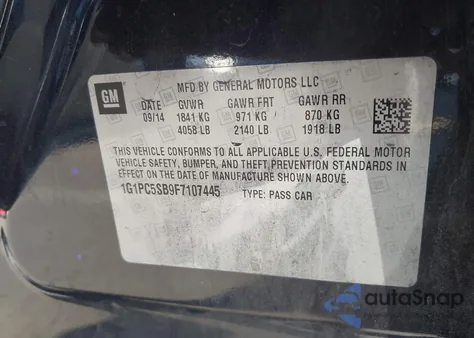 GM
MFD BY GENERAL MOTORS LLC
DATE GVWR GAWR FRT GAWR RR
09/14 1841 KG 971 KG 870 KG
4058 LB 2140 LB 1918 LB
THIS VEHICLE CONFORMS TO ALL APPLICABLE U.S. FEDERAL MOTOR
VEHICLE SAFETY, BUMPER, AND THEFT PREVENTION STANDARDS IN
EFFECT ON THE DATE OF MANUFACTURE SHOWN ABOVE.
1G1PC5SB9F7107445 TYPE: PASS CAR
autoSnap